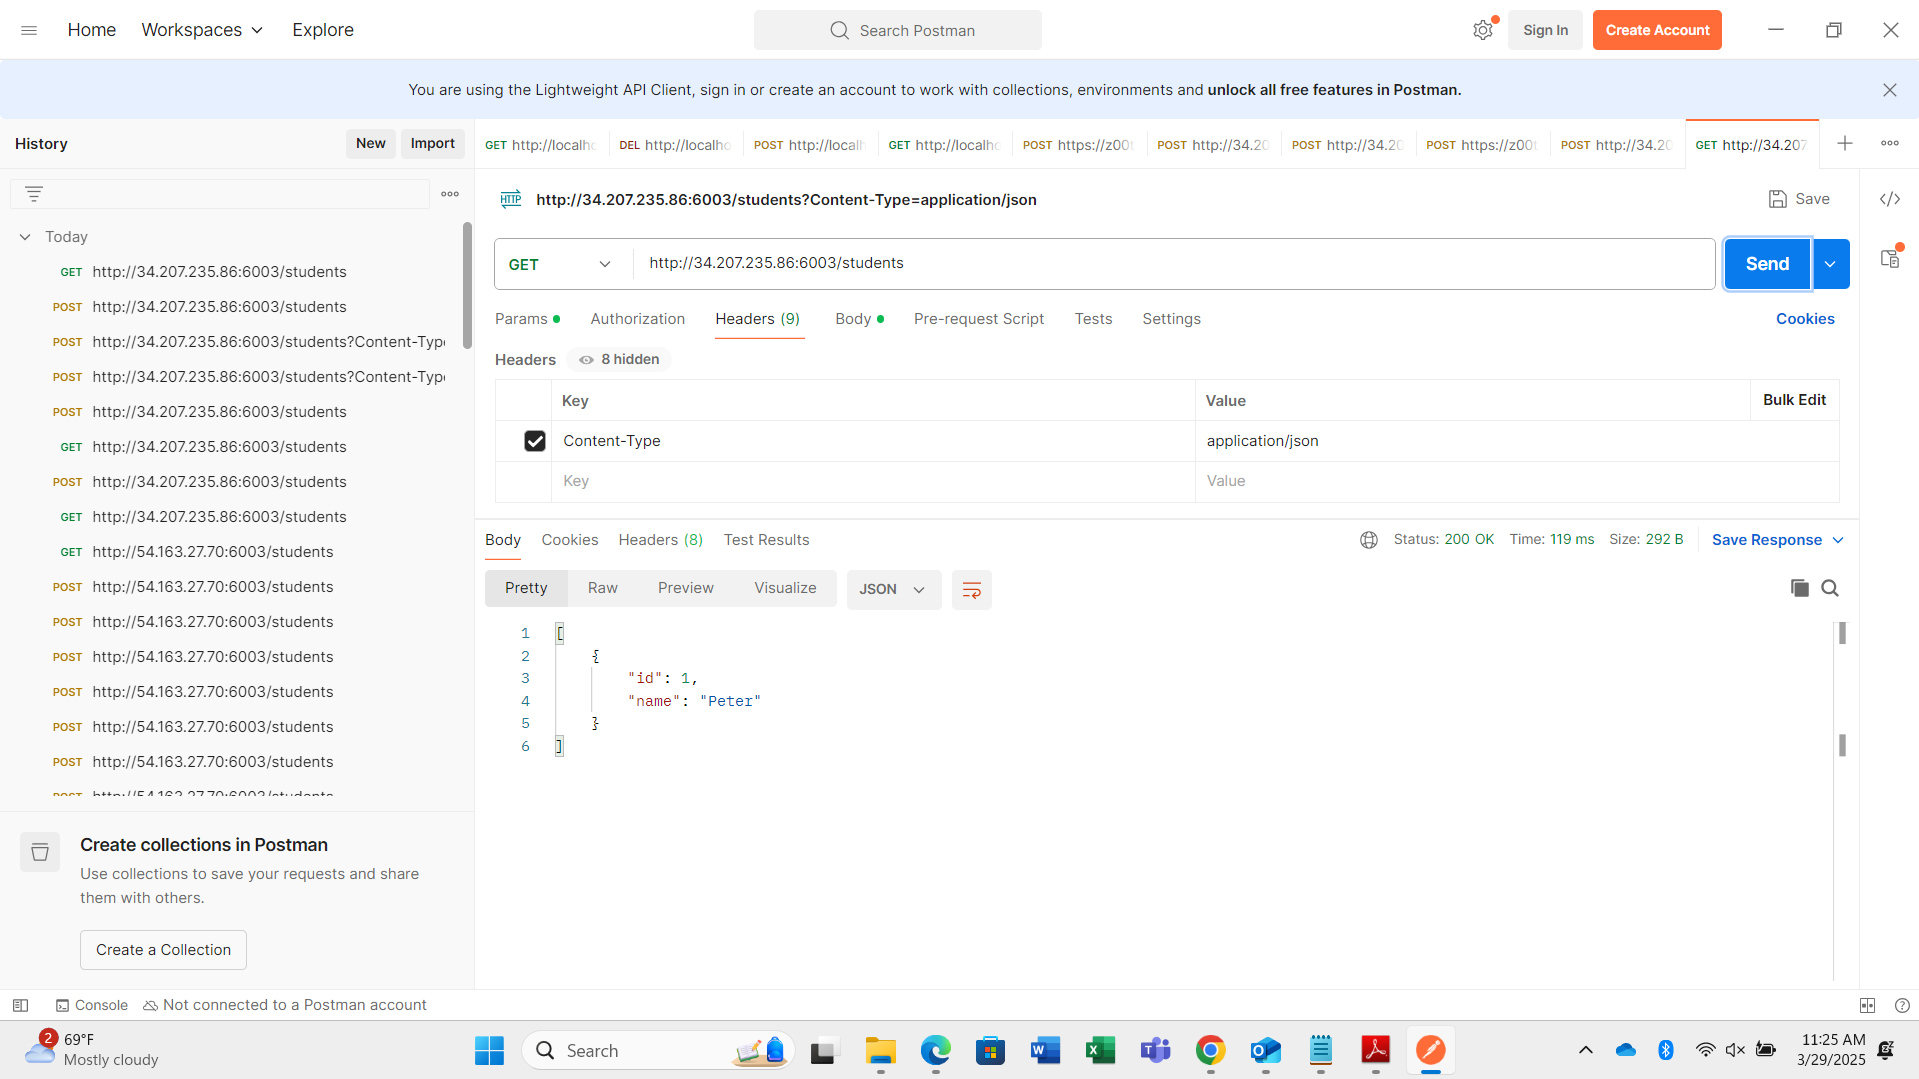 Home
Workspaces
Explore
Search Postman
Sign In
Create Account
You are using the Lightweight API Client, sign in or create an account to work with collections, environments and unlock all free features in Postman.
History
New
Import
GET http://localhc
DEL http://localho
POST http://localh
GET http://localhc
POST https://z00
POST http://34.20
POST http://34.20
POST https://z00
POST http://34.20
GET http://34.207
Today
GET http://34.207.235.86:6003/students
POST http://34.207.235.86:6003/students
POST http://34.207.235.86:6003/students?Content-Type
POST http://34.207.235.86:6003/students?Content-Type
POST http://34.207.235.86:6003/students
GET http://34.207.235.86:6003/students
POST http://34.207.235.86:6003/students
GET http://34.207.235.86:6003/students
GET http://54.163.27.70:6003/students
POST http://54.163.27.70:6003/students
POST http://54.163.27.70:6003/students
POST http://54.163.27.70:6003/students
POST http://54.163.27.70:6003/students
POST http://54.163.27.70:6003/students
POST http://54.163.27.70:6003/students
POST http://54.163.27.70:6003/students
Create collections in Postman
Use collections to save your requests and share
them with others.
Create a Collection
HTTP http://34.207.235.86:6003/students?Content-Type=application/json
Save
GET
http://34.207.235.86:6003/students
Send
Params
Authorization
Headers (9)
Body
Pre-request Script
Tests
Settings
Cookies
Headers
8 hidden
Key
Value
Bulk Edit
Content-Type
application/json
Key
Value
Body
Cookies
Headers (8)
Test Results
Status: 200 OK
Time: 119 ms
Size: 292 B
Save Response
Pretty
Raw
Preview
Visualize
JSON
1 [
2 {
3 "id": 1,
4 "name": "Peter"
5 }
6 ]
Console
Not connected to a Postman account
2
69°F
Mostly cloudy
Search
11:25 AM
3/29/2025